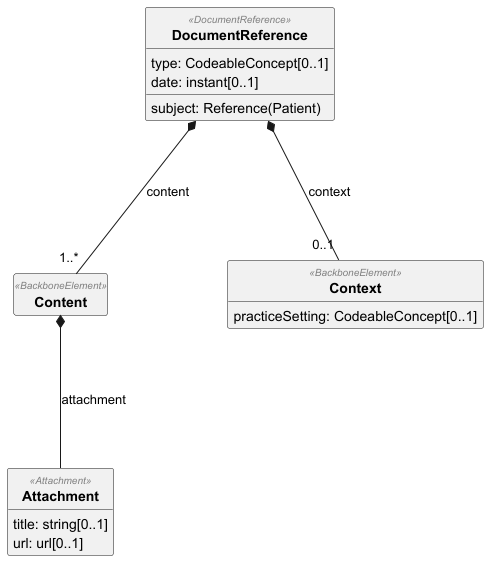 «DocumentReference»
DocumentReference
type: CodeableConcept[0..1]
date: instant[0..1]
subject: Reference(Patient)
content
context
1..*
0..1
«BackboneElement»
Content
«BackboneElement»
Context
practiceSetting: CodeableConcept[0..1]
attachment
«Attachment»
Attachment
title: string[0..1]
url: url[0..1]